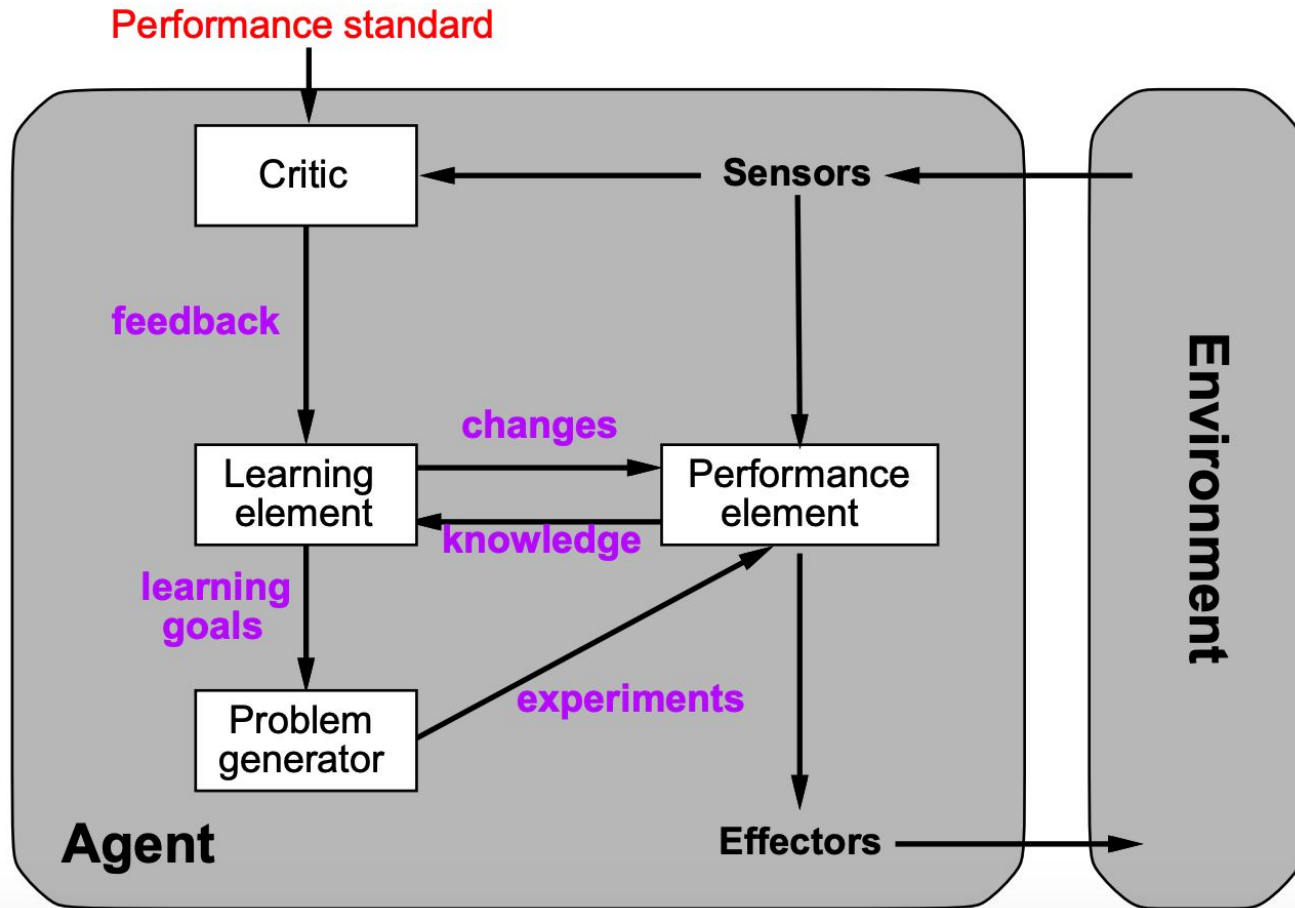 Performance standard
Critic
Sensors
feedback
changes
Learning
element
Performance
element
knowledge
learning
goals
experiments
Problem
generator
Agent
Effectors
Environment